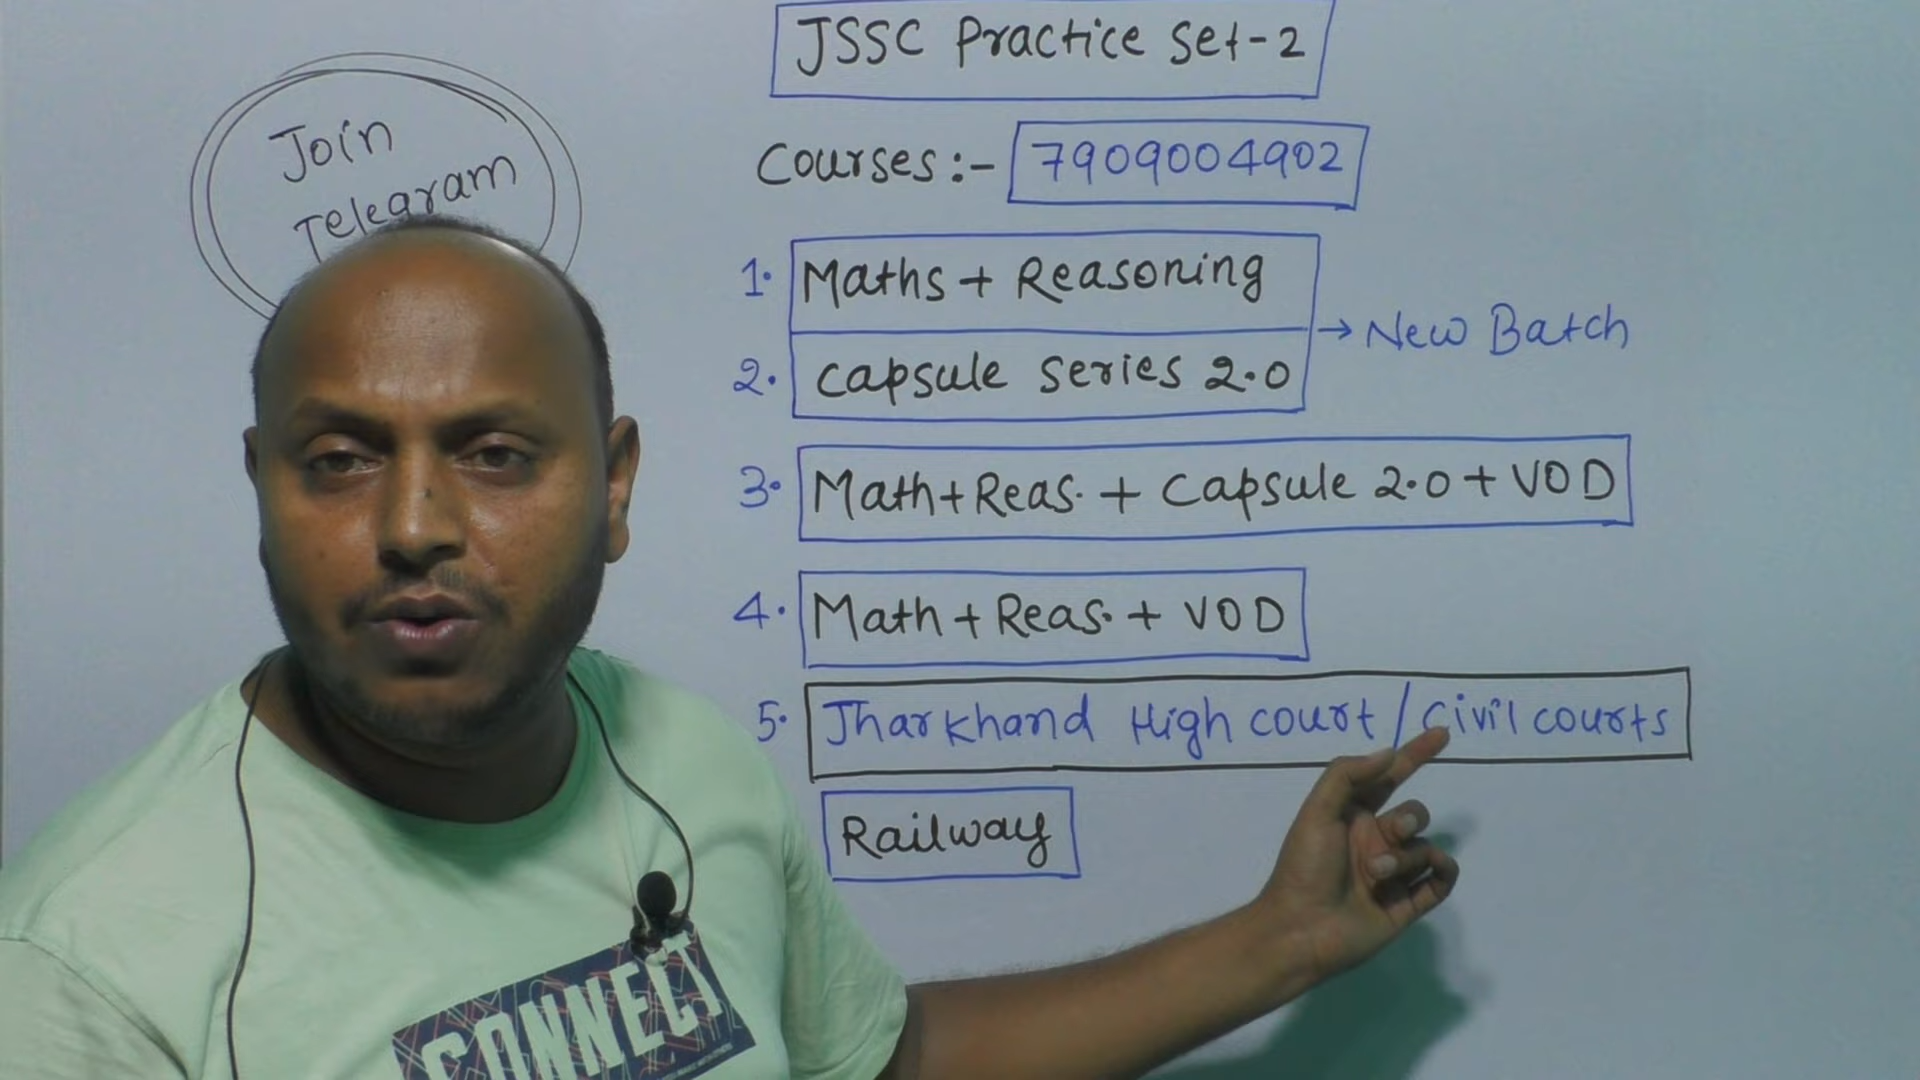 JSSC Practice Set-2
Join
Telegram
Courses :- 7909004902
1. Maths + Reasoning
→ New Batch
2. Capsule series 2.0
3. Math + Reas. + Capsule 2.0 + VOD
4. Math + Reas. + VOD
5. Jharkhand High court / Civil courts
Railway
CONNECT